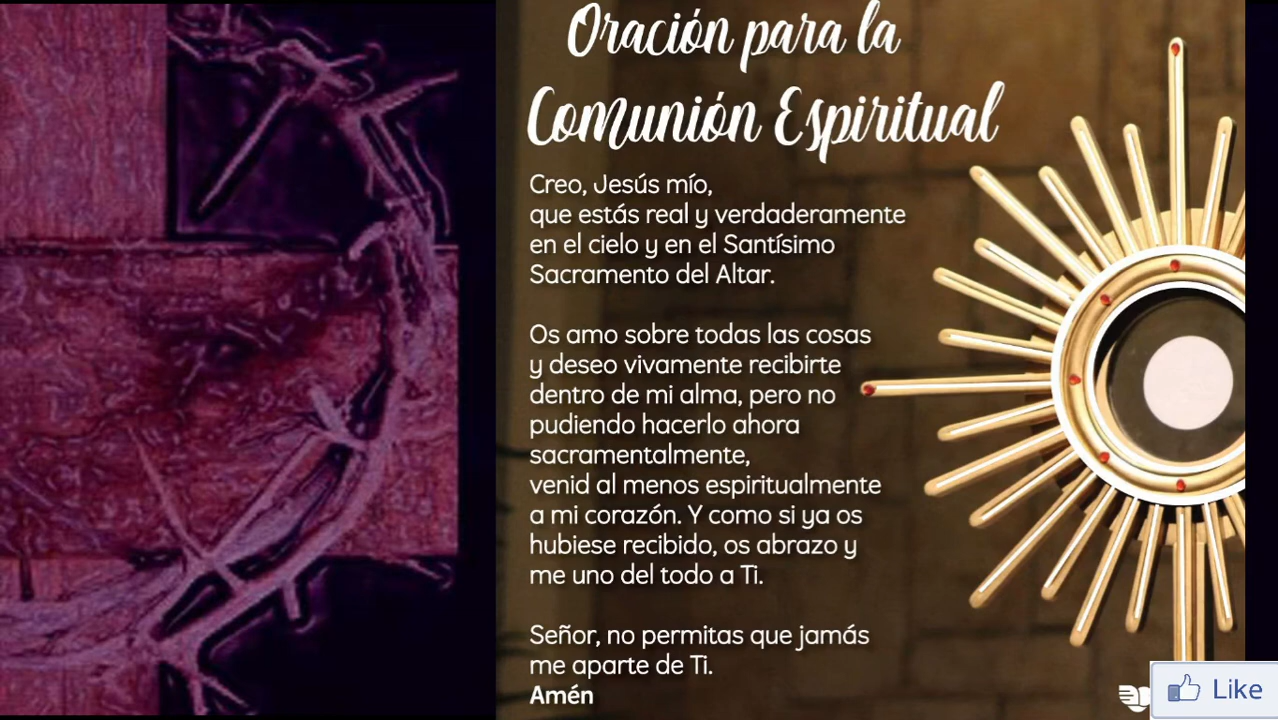 Oración para la
Comunión Espiritual
Creo, Jesús mío,
que estás real y verdaderamente
en el cielo y en el Santísimo
Sacramento del Altar.
Os amo sobre todas las cosas
y deseo vivamente recibirte
dentro de mi alma, pero no
pudiendo hacerlo ahora
sacramentalmente,
venid al menos espiritualmente
a mi corazón. Y como si ya os
hubiese recibido, os abrazo y
me uno del todo a Ti.
Señor, no permitas que jamás
me aparte de Ti.
Amén
Like